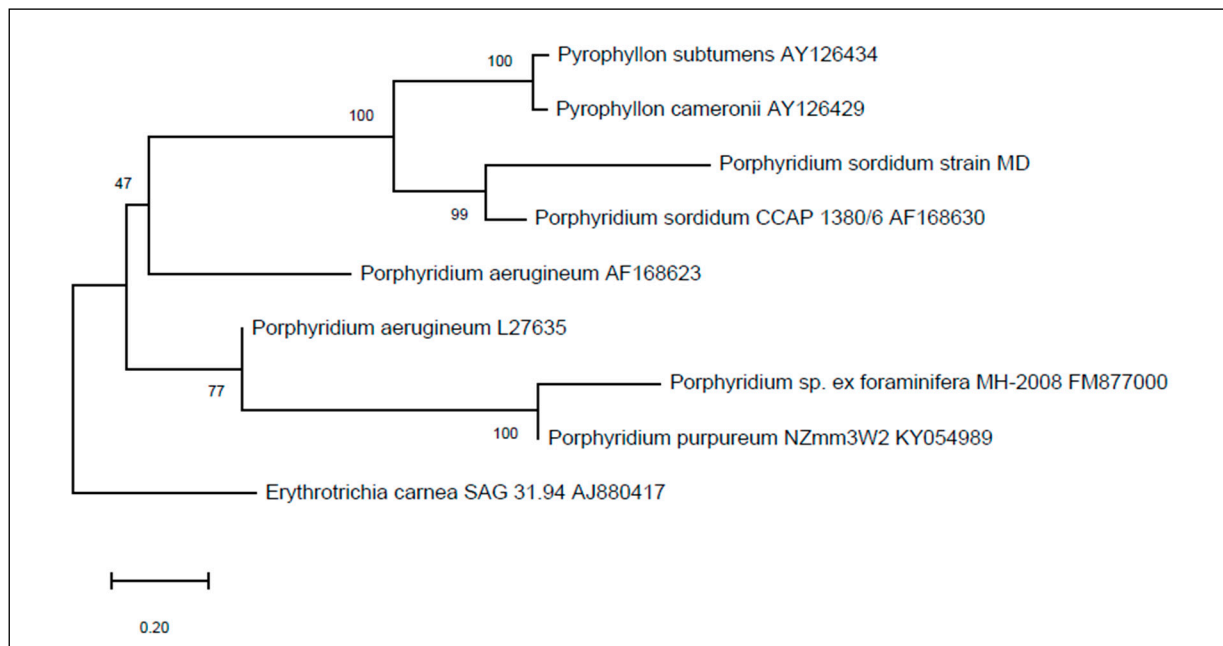 Pyrophyllon subtumens AY126434
100
Pyrophyllon cameronii AY126429
100
Porphyridium sordidum strain MD
47
99
Porphyridium sordidum CCAP 1380/6 AF168630
Porphyridium aerugineum AF168623
Porphyridium aerugineum L27635
Porphyridium sp. ex foraminifera MH-2008 FM877000
77
100
Porphyridium purpureum NZmm3W2 KY054989
Erythrotrichia carnea SAG 31.94 AJ880417
0.20